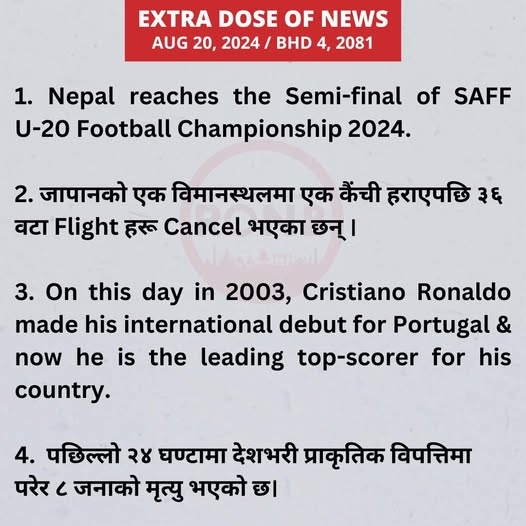 EXTRA DOSE OF NEWS
AUG 20, 2024 / BHD 4, 2081
1. Nepal reaches the Semi-final of SAFF
U-20 Football Championship 2024.
2. जापानको एक विमानस्थलमा एक कैंची हराएपछि ३६
वटा Flight हरू Cancel भएका छन् ।
3. On this day in 2003, Cristiano Ronaldo
made his international debut for Portugal &
now he is the leading top-scorer for his
country.
4. पछिल्लो २४ घण्टामा देशभरी प्राकृतिक विपत्तिमा
परेर ८ जनाको मृत्यु भएको छ।
RONB